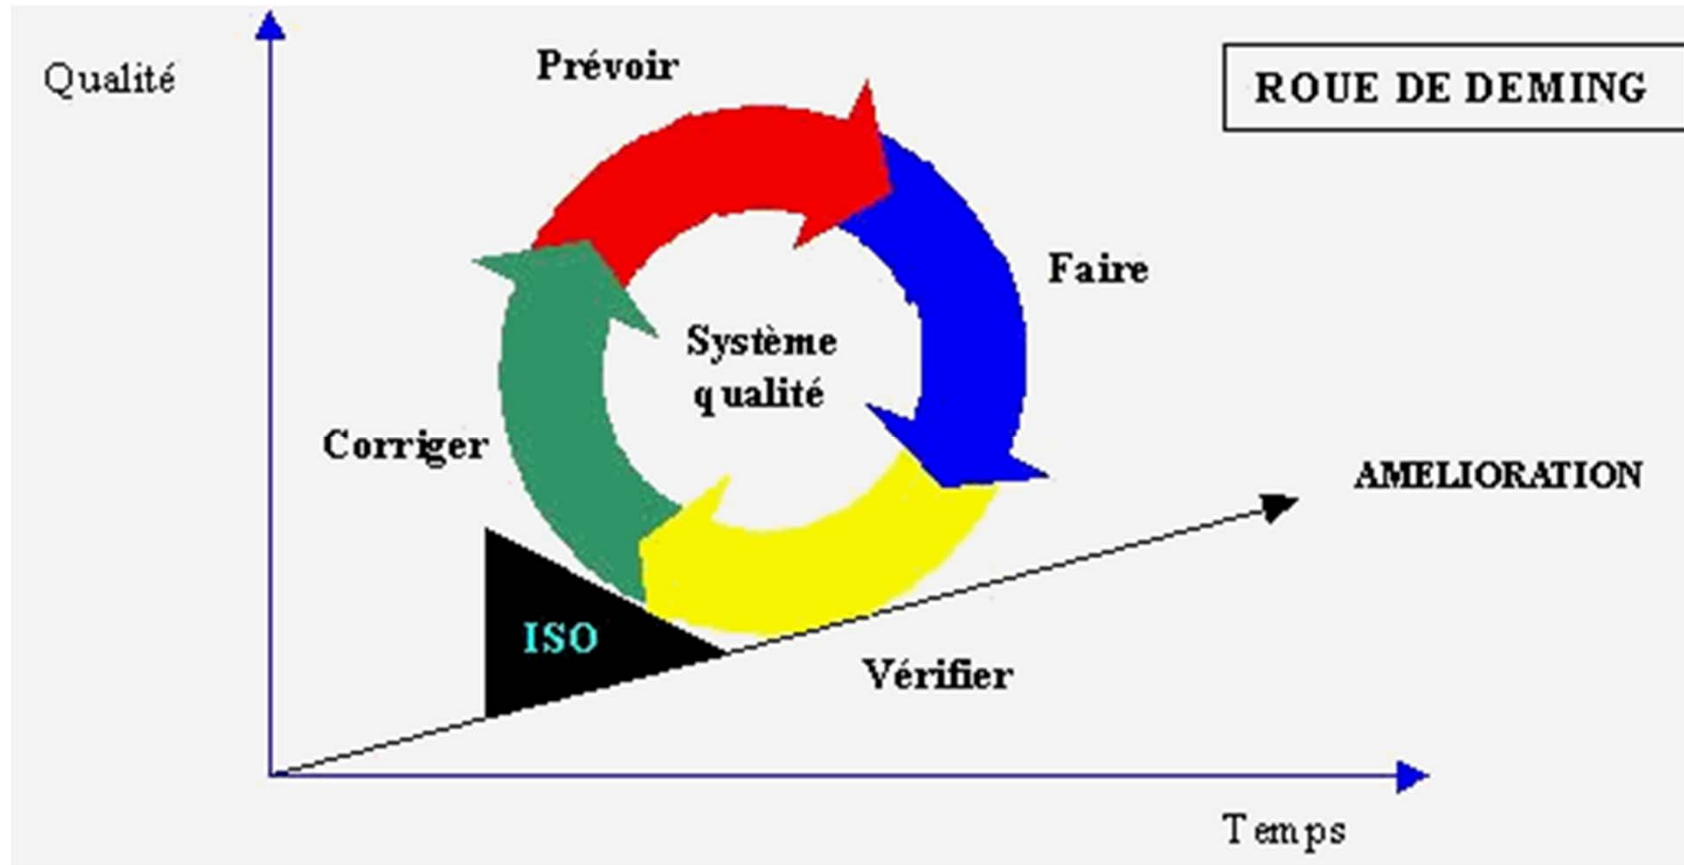 Qualité
Prévoir
ROUE DE DEMING
Faire
Système
qualité
Corriger
AMELIORATION
ISO
Vérifier
Temps